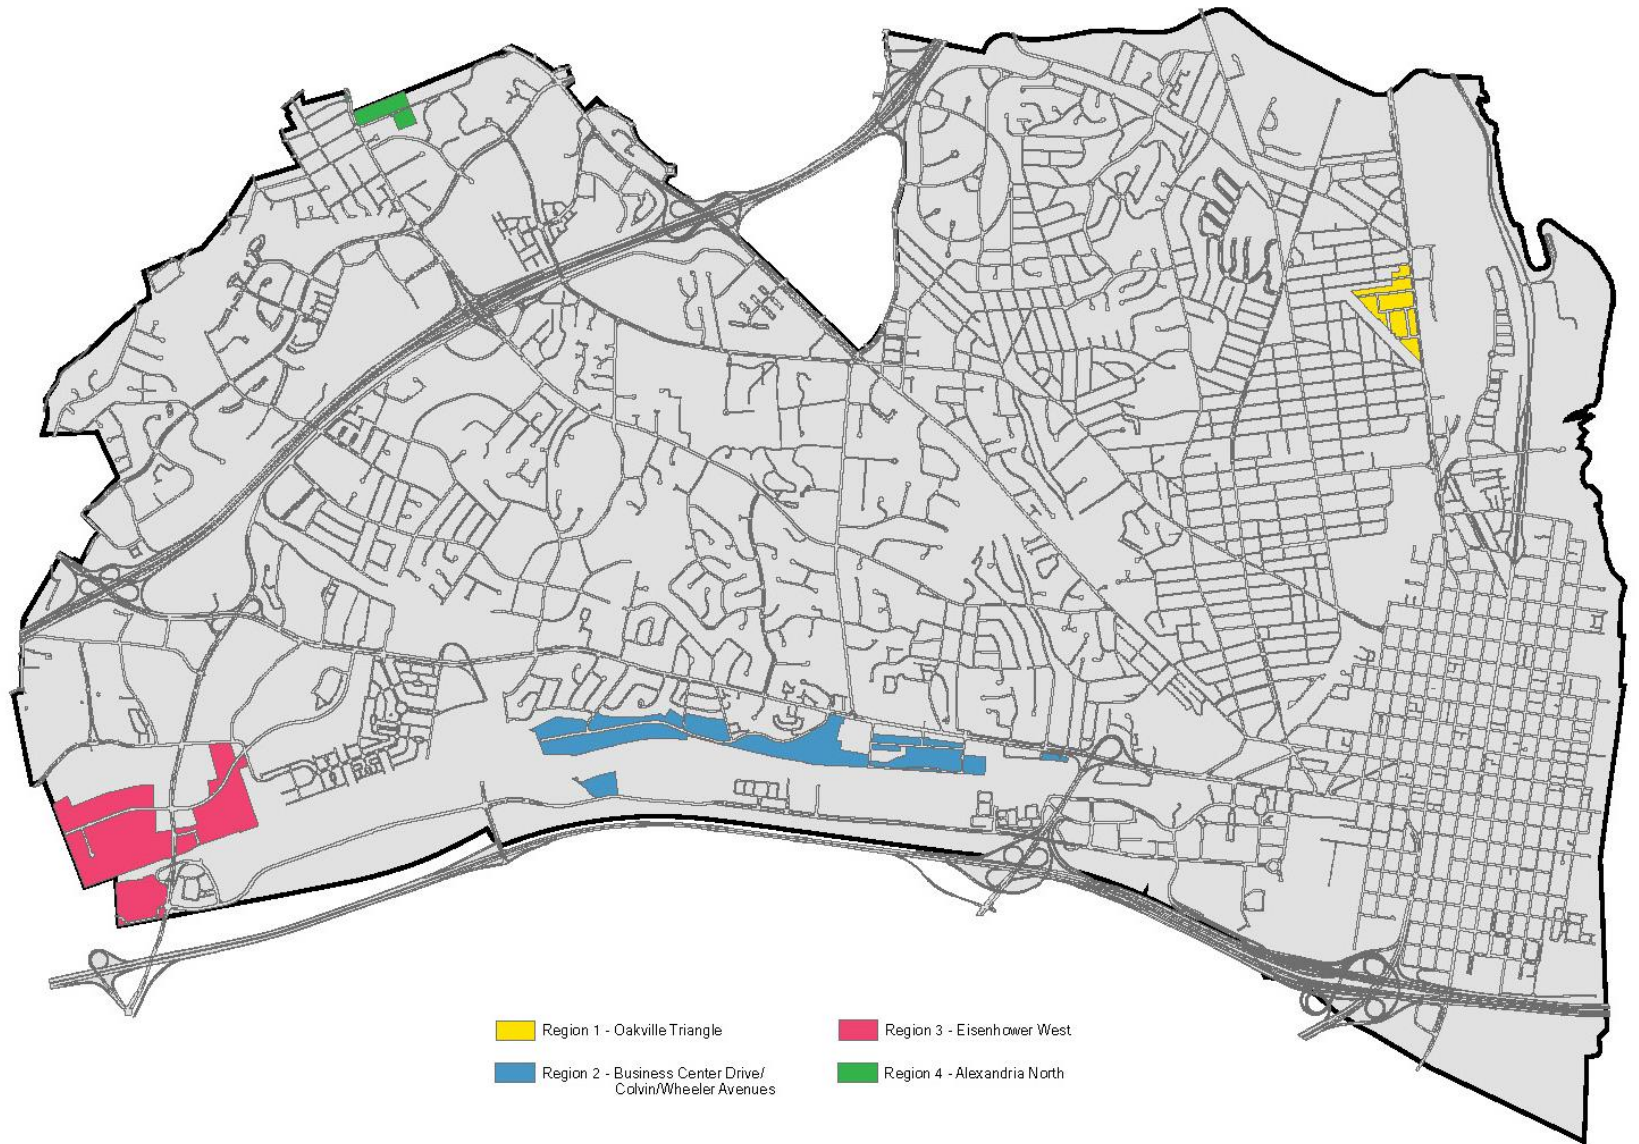 Region 1 - Oakville Triangle
Region 3 - Eisenhower West
Region 2 - Business Center Drive/
Colvin/Wheeler Avenues
Region 4 - Alexandria North